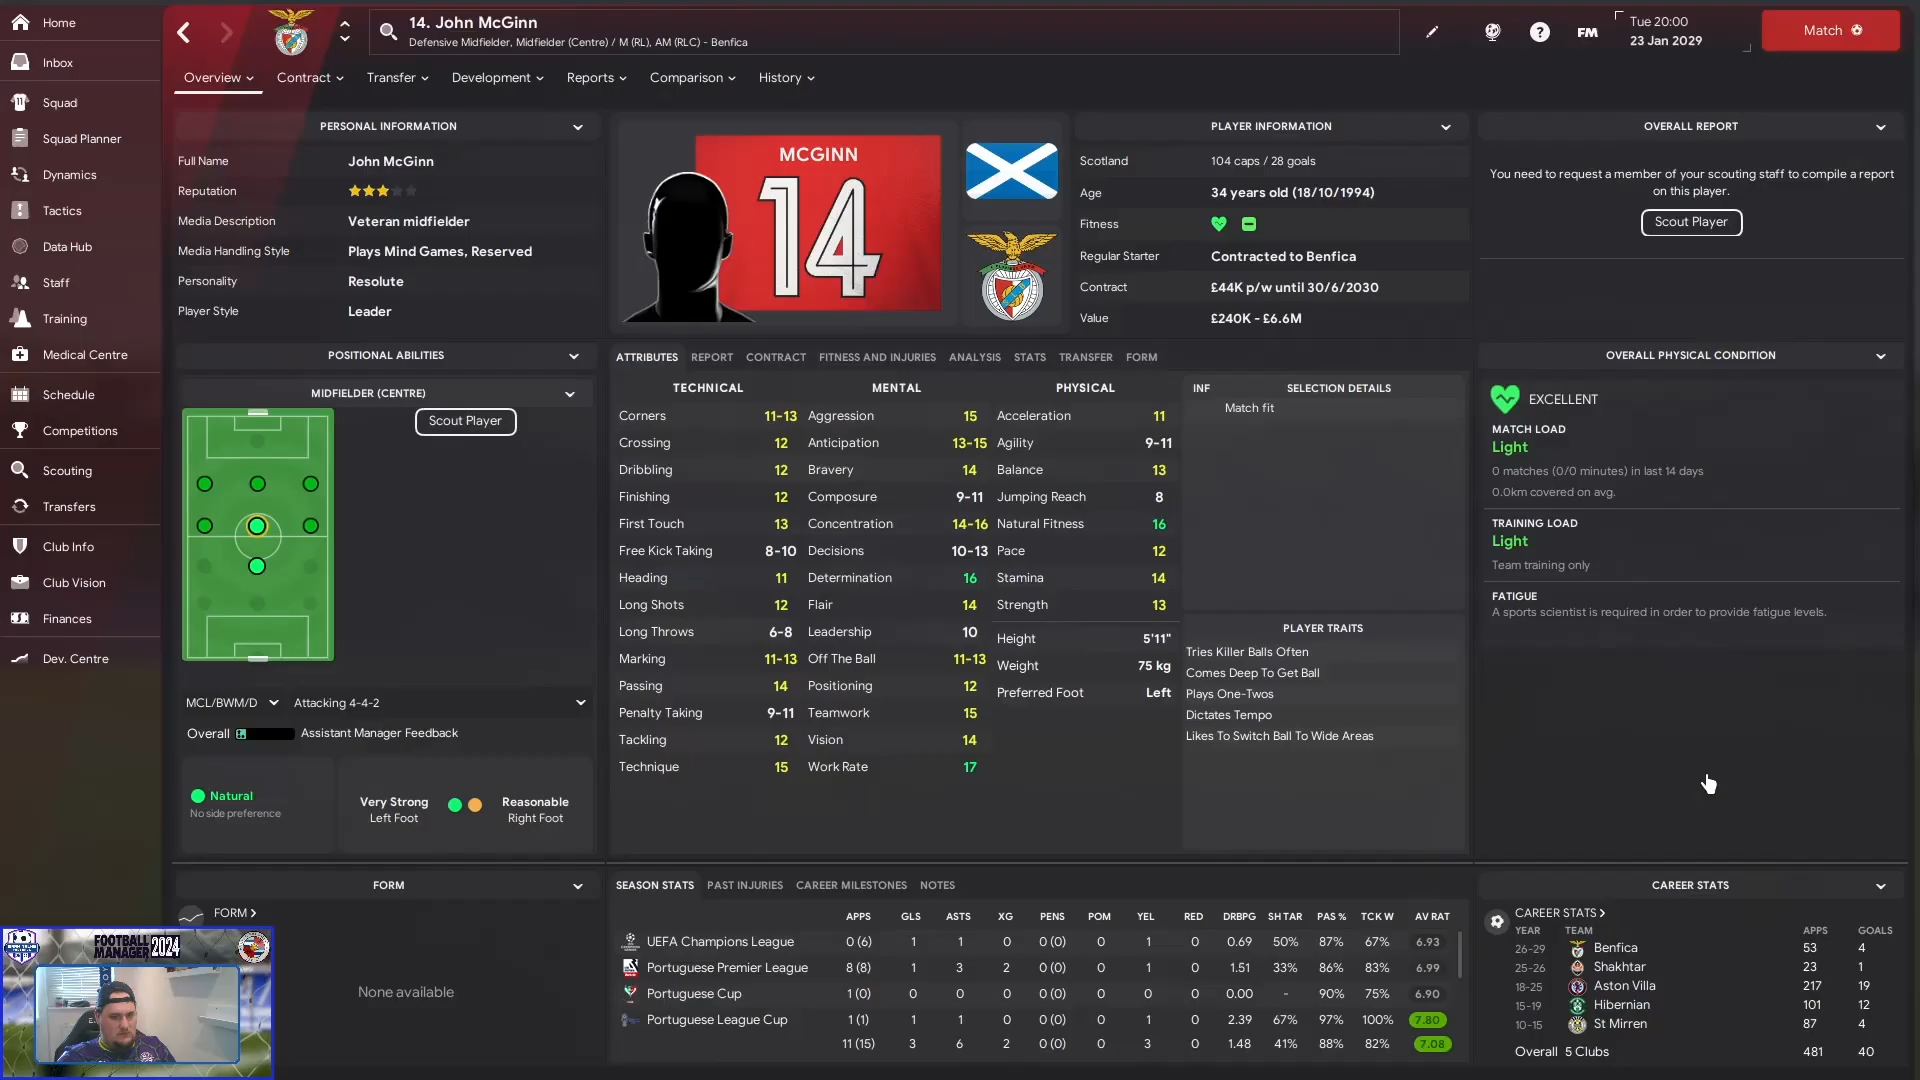 Home
Inbox
Squad
Squad Planner
Dynamics
Tactics
Data Hub
Staff
Training
Medical Centre
Schedule
Competitions
Scouting
Transfers
Club Info
Club Vision
Finances
Dev. Centre
14. John McGinn
Defensive Midfielder, Midfielder (Centre) / M (RL), AM (RLC) - Benfica
FM
Tue 20:00
23 Jan 2029
Match
Overview Contract Transfer Development Reports Comparison History
PERSONAL INFORMATION
Full Name John McGinn
Reputation
Media Description Veteran midfielder
Media Handling Style Plays Mind Games, Reserved
Personality Resolute
Player Style Leader
MCGINN
14
PLAYER INFORMATION
Scotland 104 caps / 28 goals
Age 34 years old (18/10/1994)
Fitness
Regular Starter Contracted to Benfica
Contract £44K p/w until 30/6/2030
Value £240K - £6.6M
OVERALL REPORT
You need to request a member of your scouting staff to compile a report
on this player.
Scout Player
POSITIONAL ABILITIES
MIDFIELDER (CENTRE)
Scout Player
MCL/BWM/D Attacking 4-4-2
Overall Assistant Manager Feedback
Natural
No side preference
Very Strong
Left Foot
Reasonable
Right Foot
ATTRIBUTES REPORT CONTRACT FITNESS AND INJURIES ANALYSIS STATS TRANSFER FORM
TECHNICAL MENTAL PHYSICAL
Corners 11-13 Aggression 15 Acceleration 11
Crossing 12 Anticipation 13-15 Agility 9-11
Dribbling 12 Bravery 14 Balance 13
Finishing 12 Composure 9-11 Jumping Reach 8
First Touch 13 Concentration 14-16 Natural Fitness 16
Free Kick Taking 8-10 Decisions 10-13 Pace 12
Heading 11 Determination 16 Stamina 14
Long Shots 12 Flair 14 Strength 13
Long Throws 6-8 Leadership 10 Height 5'11"
Marking 11-13 Off The Ball 11-13 Weight 75 kg
Passing 14 Positioning 12 Preferred Foot Left
Penalty Taking 9-11 Teamwork 15
Tackling 12 Vision 14
Technique 15 Work Rate 17
INF SELECTION DETAILS
Match fit
PLAYER TRAITS
Tries Killer Balls Often
Comes Deep To Get Ball
Plays One-Twos
Dictates Tempo
Likes To Switch Ball To Wide Areas
OVERALL PHYSICAL CONDITION
EXCELLENT
MATCH LOAD
Light
0 matches (0/0 minutes) in last 14 days
0.0km covered on avg.
TRAINING LOAD
Light
Team training only
FATIGUE
A sports scientist is required in order to provide fatigue levels.
FORM
FORM
None available
FOOTBALL
MANAGER 2024
SEASON STATS PAST INJURIES CAREER MILESTONES NOTES
APPS GLS ASTS XG PENS POM YEL RED DRBPG SH TAR PAS % TCK W AV RAT
UEFA Champions League 0 (6) 1 1 0 0 (0) 0 1 0 0.69 50% 87% 67% 6.93
Portuguese Premier League 8 (8) 1 3 2 0 (0) 0 1 0 1.51 33% 86% 83% 6.99
Portuguese Cup 1 (0) 0 0 0 0 (0) 0 0 0 0.00 - 90% 75% 6.90
Portuguese League Cup 1 (1) 1 1 0 0 (0) 0 1 0 2.39 67% 97% 100% 7.80
11 (15) 3 6 2 0 (0) 0 3 0 1.48 41% 88% 82% 7.08
CAREER STATS
CAREER STATS
YEAR TEAM APPS GOALS
26-29 Benfica 53 4
25-26 Shakhtar 23 1
18-25 Aston Villa 217 19
15-19 Hibernian 101 12
10-15 St Mirren 87 4
Overall 5 Clubs 481 40